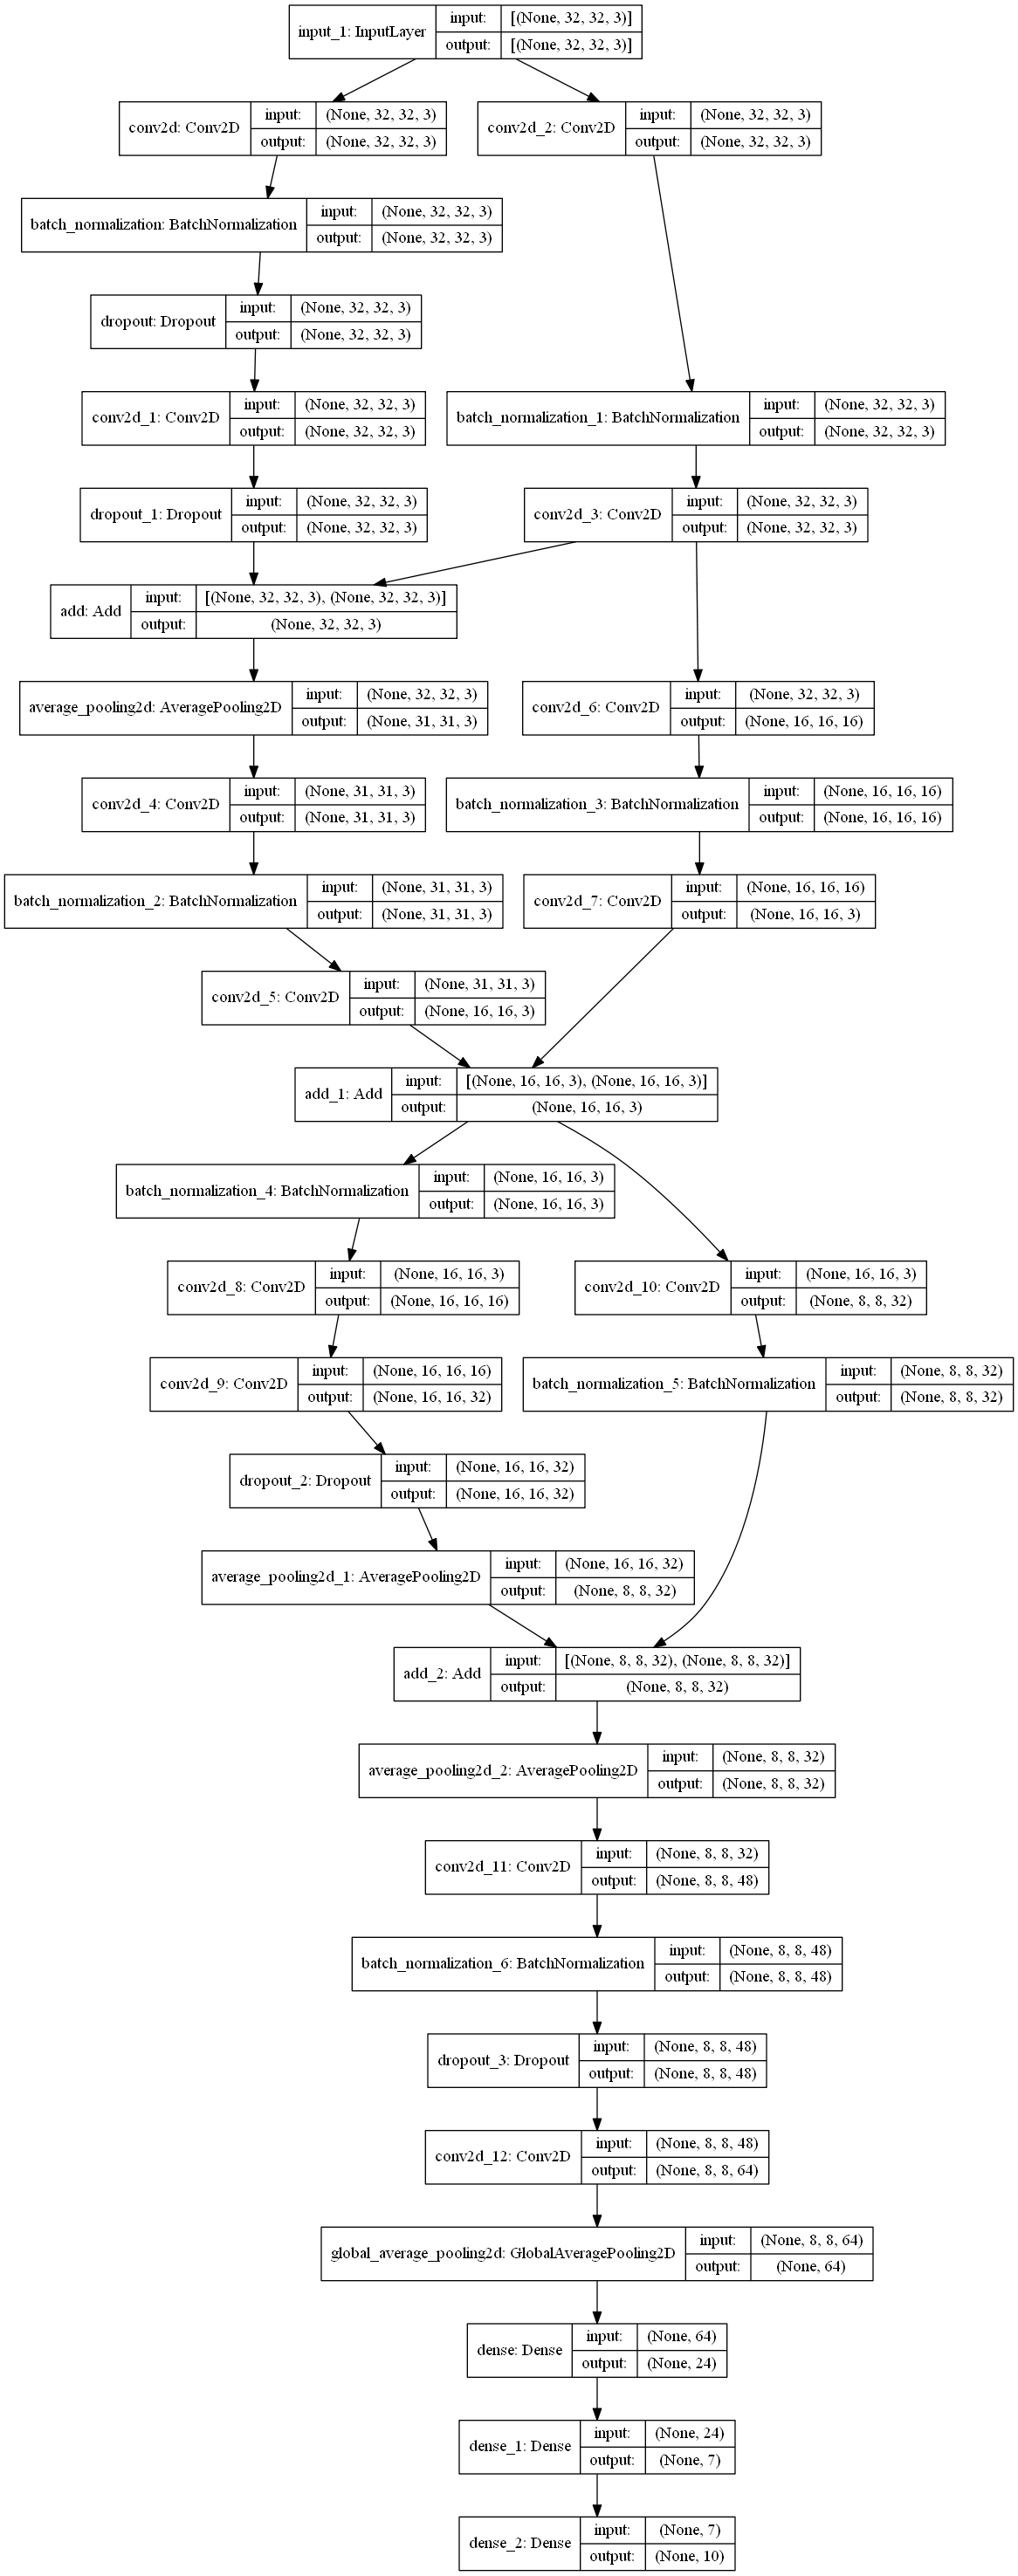 input_1: InputLayer
input: [(None, 32, 32, 3)]
output: [(None, 32, 32, 3)]
conv2d: Conv2D
input: (None, 32, 32, 3)
output: (None, 32, 32, 3)
conv2d_2: Conv2D
input: (None, 32, 32, 3)
output: (None, 32, 32, 3)
batch_normalization: BatchNormalization
input: (None, 32, 32, 3)
output: (None, 32, 32, 3)
dropout: Dropout
input: (None, 32, 32, 3)
output: (None, 32, 32, 3)
conv2d_1: Conv2D
input: (None, 32, 32, 3)
output: (None, 32, 32, 3)
batch_normalization_1: BatchNormalization
input: (None, 32, 32, 3)
output: (None, 32, 32, 3)
dropout_1: Dropout
input: (None, 32, 32, 3)
output: (None, 32, 32, 3)
conv2d_3: Conv2D
input: (None, 32, 32, 3)
output: (None, 32, 32, 3)
add: Add
input: [(None, 32, 32, 3), (None, 32, 32, 3)]
output: (None, 32, 32, 3)
average_pooling2d: AveragePooling2D
input: (None, 32, 32, 3)
output: (None, 31, 31, 3)
conv2d_6: Conv2D
input: (None, 32, 32, 3)
output: (None, 16, 16, 16)
conv2d_4: Conv2D
input: (None, 31, 31, 3)
output: (None, 31, 31, 3)
batch_normalization_3: BatchNormalization
input: (None, 16, 16, 16)
output: (None, 16, 16, 16)
batch_normalization_2: BatchNormalization
input: (None, 31, 31, 3)
output: (None, 31, 31, 3)
conv2d_7: Conv2D
input: (None, 16, 16, 16)
output: (None, 16, 16, 3)
conv2d_5: Conv2D
input: (None, 31, 31, 3)
output: (None, 16, 16, 3)
add_1: Add
input: [(None, 16, 16, 3), (None, 16, 16, 3)]
output: (None, 16, 16, 3)
batch_normalization_4: BatchNormalization
input: (None, 16, 16, 3)
output: (None, 16, 16, 3)
conv2d_8: Conv2D
input: (None, 16, 16, 3)
output: (None, 16, 16, 16)
conv2d_10: Conv2D
input: (None, 16, 16, 3)
output: (None, 8, 8, 32)
conv2d_9: Conv2D
input: (None, 16, 16, 16)
output: (None, 16, 16, 32)
batch_normalization_5: BatchNormalization
input: (None, 8, 8, 32)
output: (None, 8, 8, 32)
dropout_2: Dropout
input: (None, 16, 16, 32)
output: (None, 16, 16, 32)
average_pooling2d_1: AveragePooling2D
input: (None, 16, 16, 32)
output: (None, 8, 8, 32)
add_2: Add
input: [(None, 8, 8, 32), (None, 8, 8, 32)]
output: (None, 8, 8, 32)
average_pooling2d_2: AveragePooling2D
input: (None, 8, 8, 32)
output: (None, 8, 8, 32)
conv2d_11: Conv2D
input: (None, 8, 8, 32)
output: (None, 8, 8, 48)
batch_normalization_6: BatchNormalization
input: (None, 8, 8, 48)
output: (None, 8, 8, 48)
dropout_3: Dropout
input: (None, 8, 8, 48)
output: (None, 8, 8, 48)
conv2d_12: Conv2D
input: (None, 8, 8, 48)
output: (None, 8, 8, 64)
global_average_pooling2d: GlobalAveragePooling2D
input: (None, 8, 8, 64)
output: (None, 64)
dense: Dense
input: (None, 64)
output: (None, 24)
dense_1: Dense
input: (None, 24)
output: (None, 7)
dense_2: Dense
input: (None, 7)
output: (None, 10)